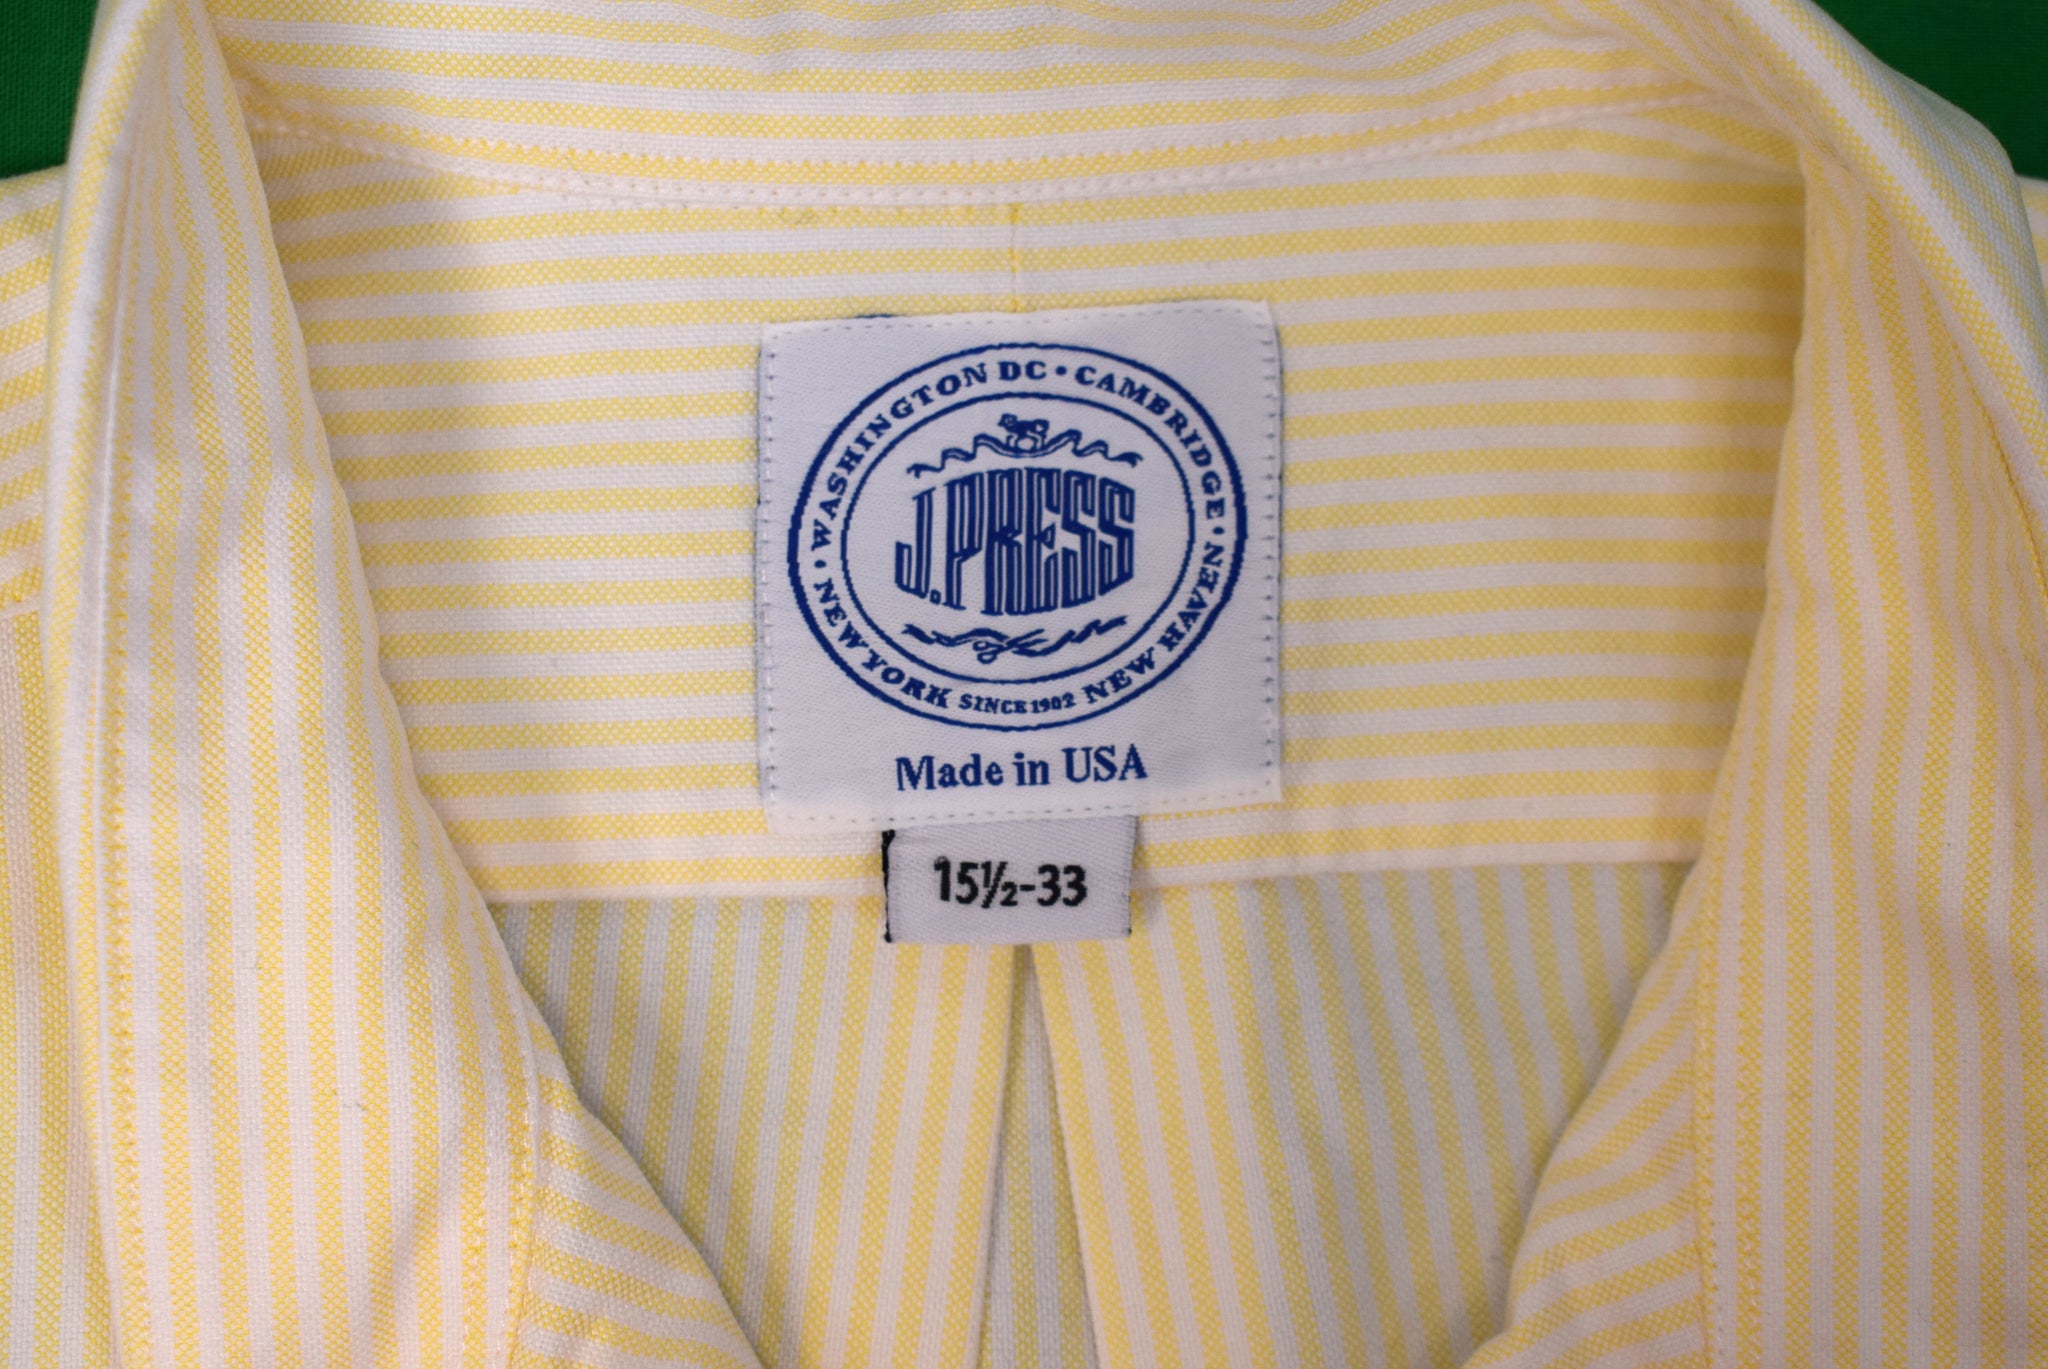 WASHINGTON DC • CAMBRIDGE •
NEW HAVEN
SINCE 1902
• NEW YORK
J.PRESS
Made in USA
15½-33